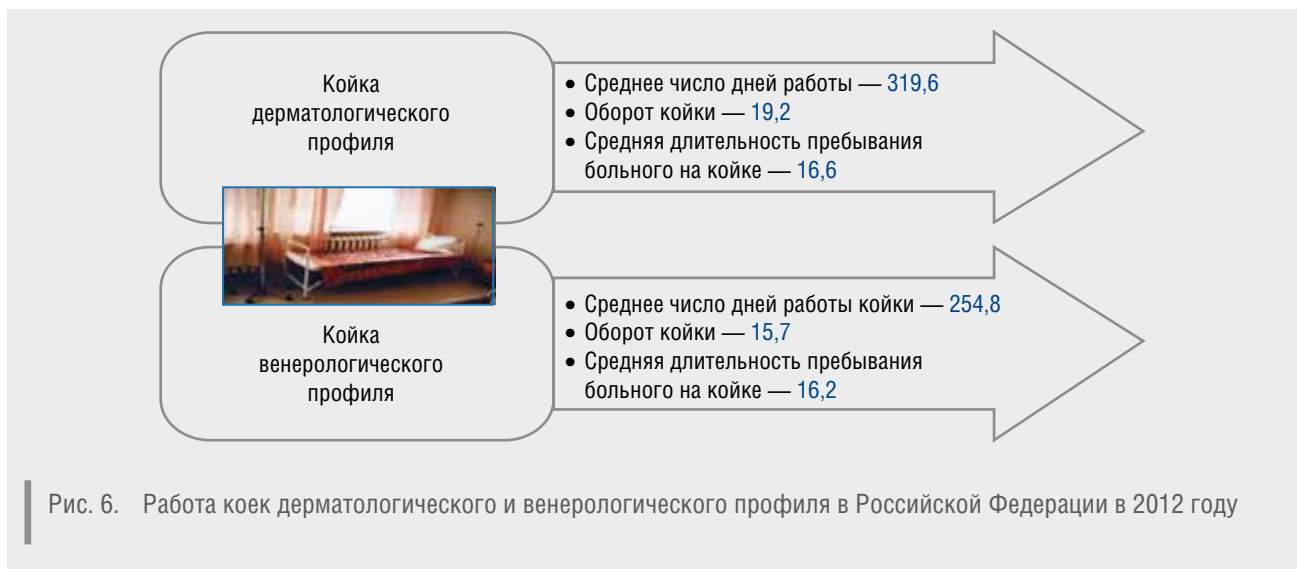 Койка
дерматологического
профиля
• Среднее число дней работы — 319,6
• Оборот койки — 19,2
• Средняя длительность пребывания
больного на койке — 16,6
Койка
венерологического
профиля
• Среднее число дней работы койки — 254,8
• Оборот койки — 15,7
• Средняя длительность пребывания
больного на койке — 16,2
Рис. 6. Работа коек дерматологического и венерологического профиля в Российской Федерации в 2012 году